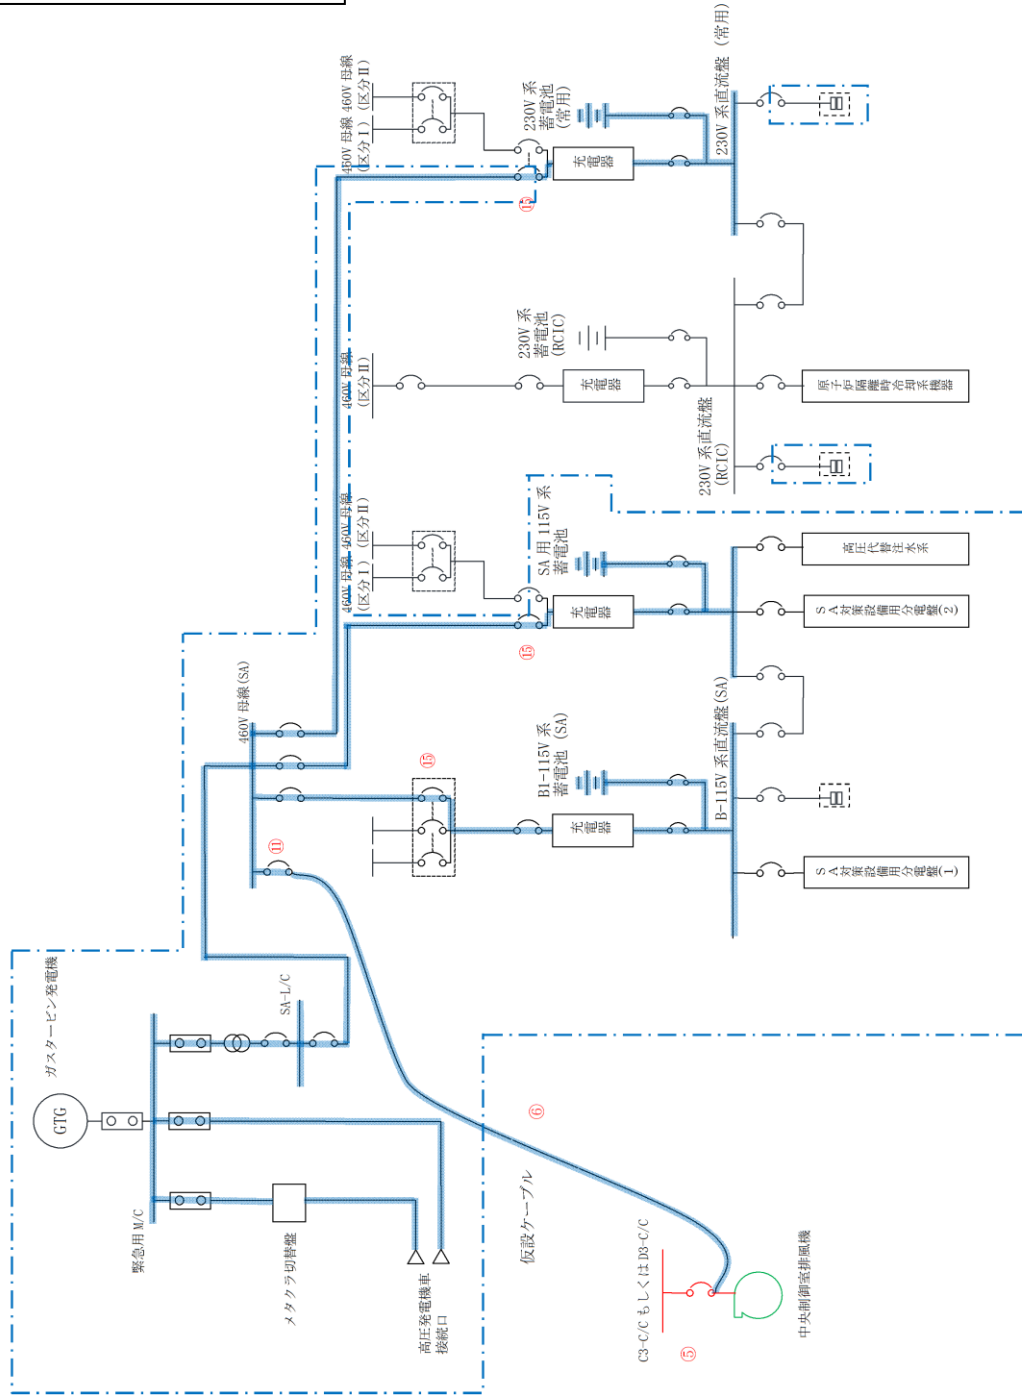 460V 母線
(区分Ⅰ)
460V 母線
(区分Ⅱ)
230V 系
蓄電池
(常用)
充電器
230V 系直流盤 (常用)
⑮
460V 母線
(区分Ⅱ)
230V 系
蓄電池
(RCIC)
充電器
230V 系直流盤
(RCIC)
原子炉隔離時冷却系機器
460V 母線
(区分Ⅰ)
460V 母線
(区分Ⅱ)
SA 用 115V 系
蓄電池
充電器
⑮
高圧代替注水系
ＳＡ対策設備用分電盤(2)
460V 母線(SA)
⑮
B1-115V 系
蓄電池 (SA)
充電器
B-115V 系直流盤(SA)
ＳＡ対策設備用分電盤(1)
⑪
ガスタービン発電機
GTG
SA-L/C
緊急用 M/C
メタクラ切替盤
高圧発電機車
接続口
⑥
仮設ケーブル
C3-C/C もしくは D3-C/C
⑤
中央制御室排風機